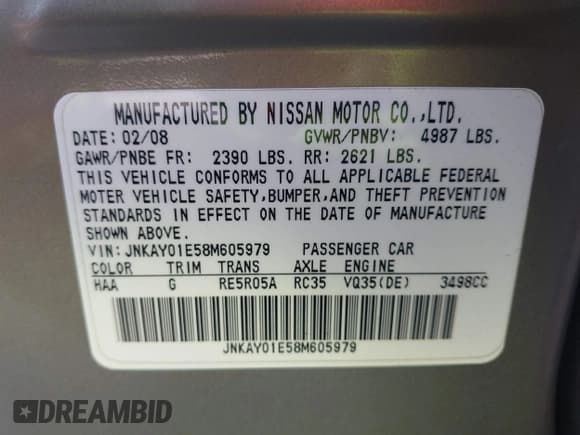 MANUFACTURED BY NISSAN MOTOR CO.,LTD.
DATE: 02/08 GVWR/PNBV: 4987 LBS.
GAWR/PNBE FR: 2390 LBS. RR: 2621 LBS.
THIS VEHICLE CONFORMS TO ALL APPLICABLE FEDERAL
MOTER VEHICLE SAFETY,BUMPER,AND THEFT PREVENTION
STANDARDS IN EFFECT ON THE DATE OF MANUFACTURE
SHOWN ABOVE.
VIN:JNKAY01E58M605979 PASSENGER CAR
COLOR TRIM TRANS AXLE ENGINE
HAA G RE5R05A RC35 VQ35(DE) 3498CC
JNKAY01E58M605979
DREAMBID